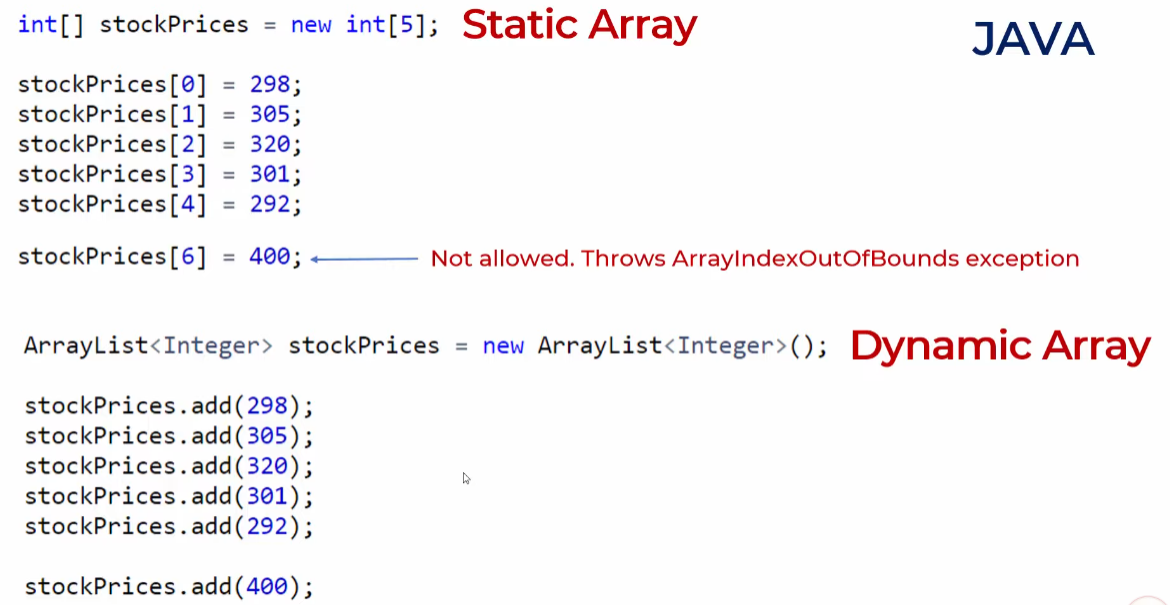 int[] stockPrices = new int[5]; Static Array JAVA
stockPrices[0] = 298;
stockPrices[1] = 305;
stockPrices[2] = 320;
stockPrices[3] = 301;
stockPrices[4] = 292;
stockPrices[6] = 400; Not allowed. Throws ArrayIndexOutOfBounds exception
ArrayList<Integer> stockPrices = new ArrayList<Integer>(); Dynamic Array
stockPrices.add(298);
stockPrices.add(305);
stockPrices.add(320);
stockPrices.add(301);
stockPrices.add(292);
stockPrices.add(400);